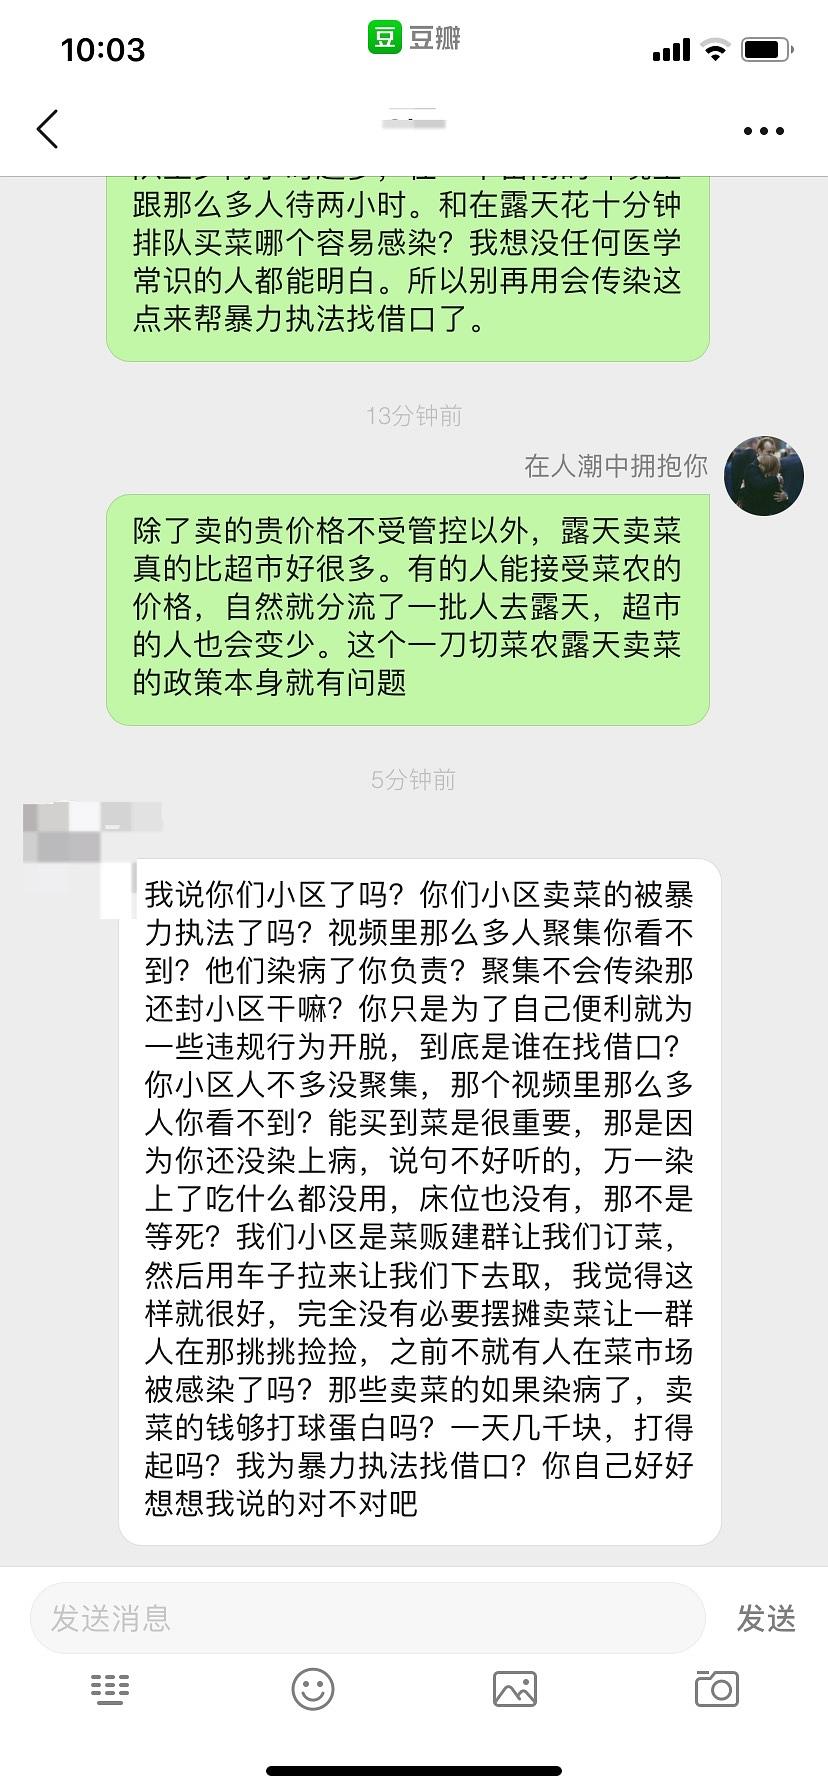 10:03
豆 豆瓣
跟那么多人待两小时。和在露天花十分钟
排队买菜哪个容易感染？我想没任何医学
常识的人都能明白。所以别再用会传染这
点来帮暴力执法找借口了。
13分钟前
在人潮中拥抱你
除了卖的贵价格不受管控以外，露天卖菜
真的比超市好很多。有的人能接受菜农的
价格，自然就分流了一批人去露天，超市
的人也会变少。这个一刀切菜农露天卖菜
的政策本身就有问题
5分钟前
我说你们小区了吗？你们小区卖菜的被暴
力执法了吗？视频里那么多人聚集你看不
到？他们染病了你负责？聚集不会传染那
还封小区干嘛？你只是为了自己便利就为
一些违规行为开脱，到底是谁在找借口？
你小区人不多没聚集，那个视频里那么多
人你看不到？能买到菜是很重要，那是因
为你还没染上病，说句不好听的，万一染
上了吃什么都没用，床位也没有，那不是
等死？我们小区是菜贩建群让我们订菜，
然后用车子拉来让我们下去取，我觉得这
样就很好，完全没有必要摆摊卖菜让一群
人在那挑挑捡捡，之前不就有人在菜市场
被感染了吗？那些卖菜的如果染病了，卖
菜的钱够打球蛋白吗？一天几千块，打得
起吗？我为暴力执法找借口？你自己好好
想想我说的对不对吧
发送消息
发送